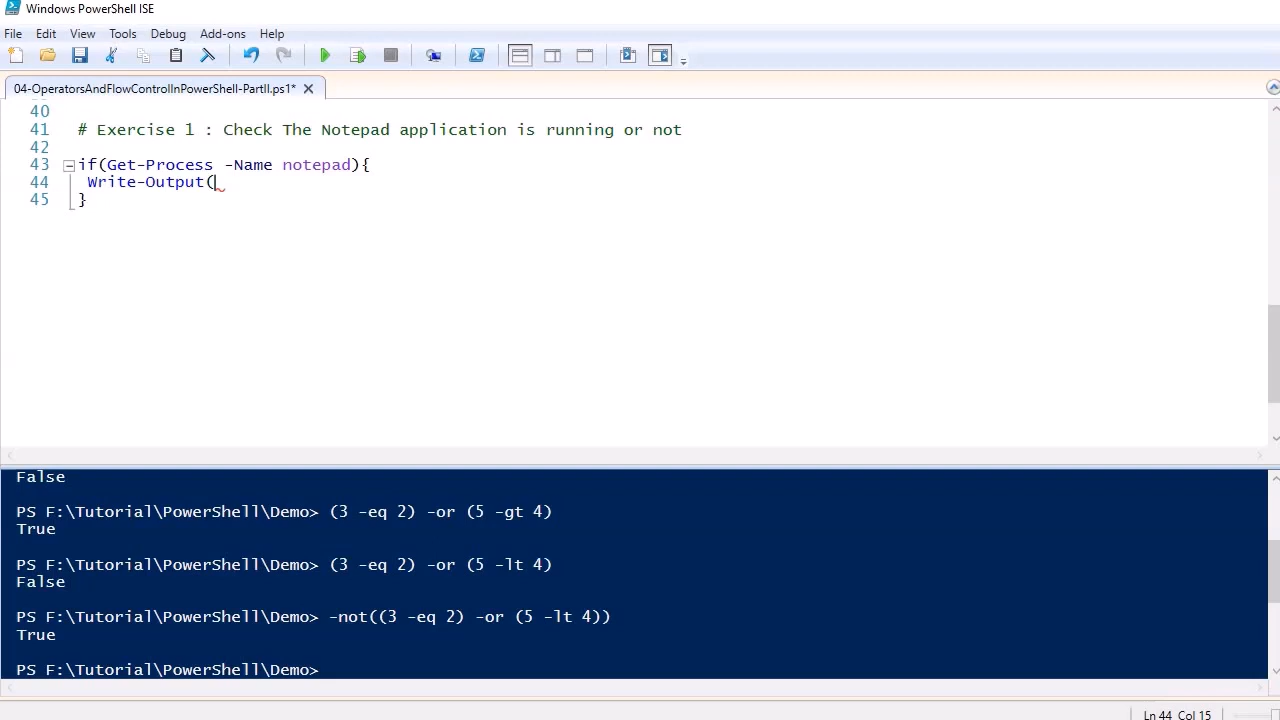 Windows PowerShell ISE
File Edit View Tools Debug Add-ons Help
04-OperatorsAndFlowControlInPowerShell-PartII.ps1*
40
41 # Exercise 1 : Check The Notepad application is running or not
42
43 if(Get-Process -Name notepad){
44 Write-Output(
45 }
False
PS F:\Tutorial\PowerShell\Demo> (3 -eq 2) -or (5 -gt 4)
True
PS F:\Tutorial\PowerShell\Demo> (3 -eq 2) -or (5 -lt 4)
False
PS F:\Tutorial\PowerShell\Demo> -not((3 -eq 2) -or (5 -lt 4))
True
PS F:\Tutorial\PowerShell\Demo>
Ln 44 Col 15